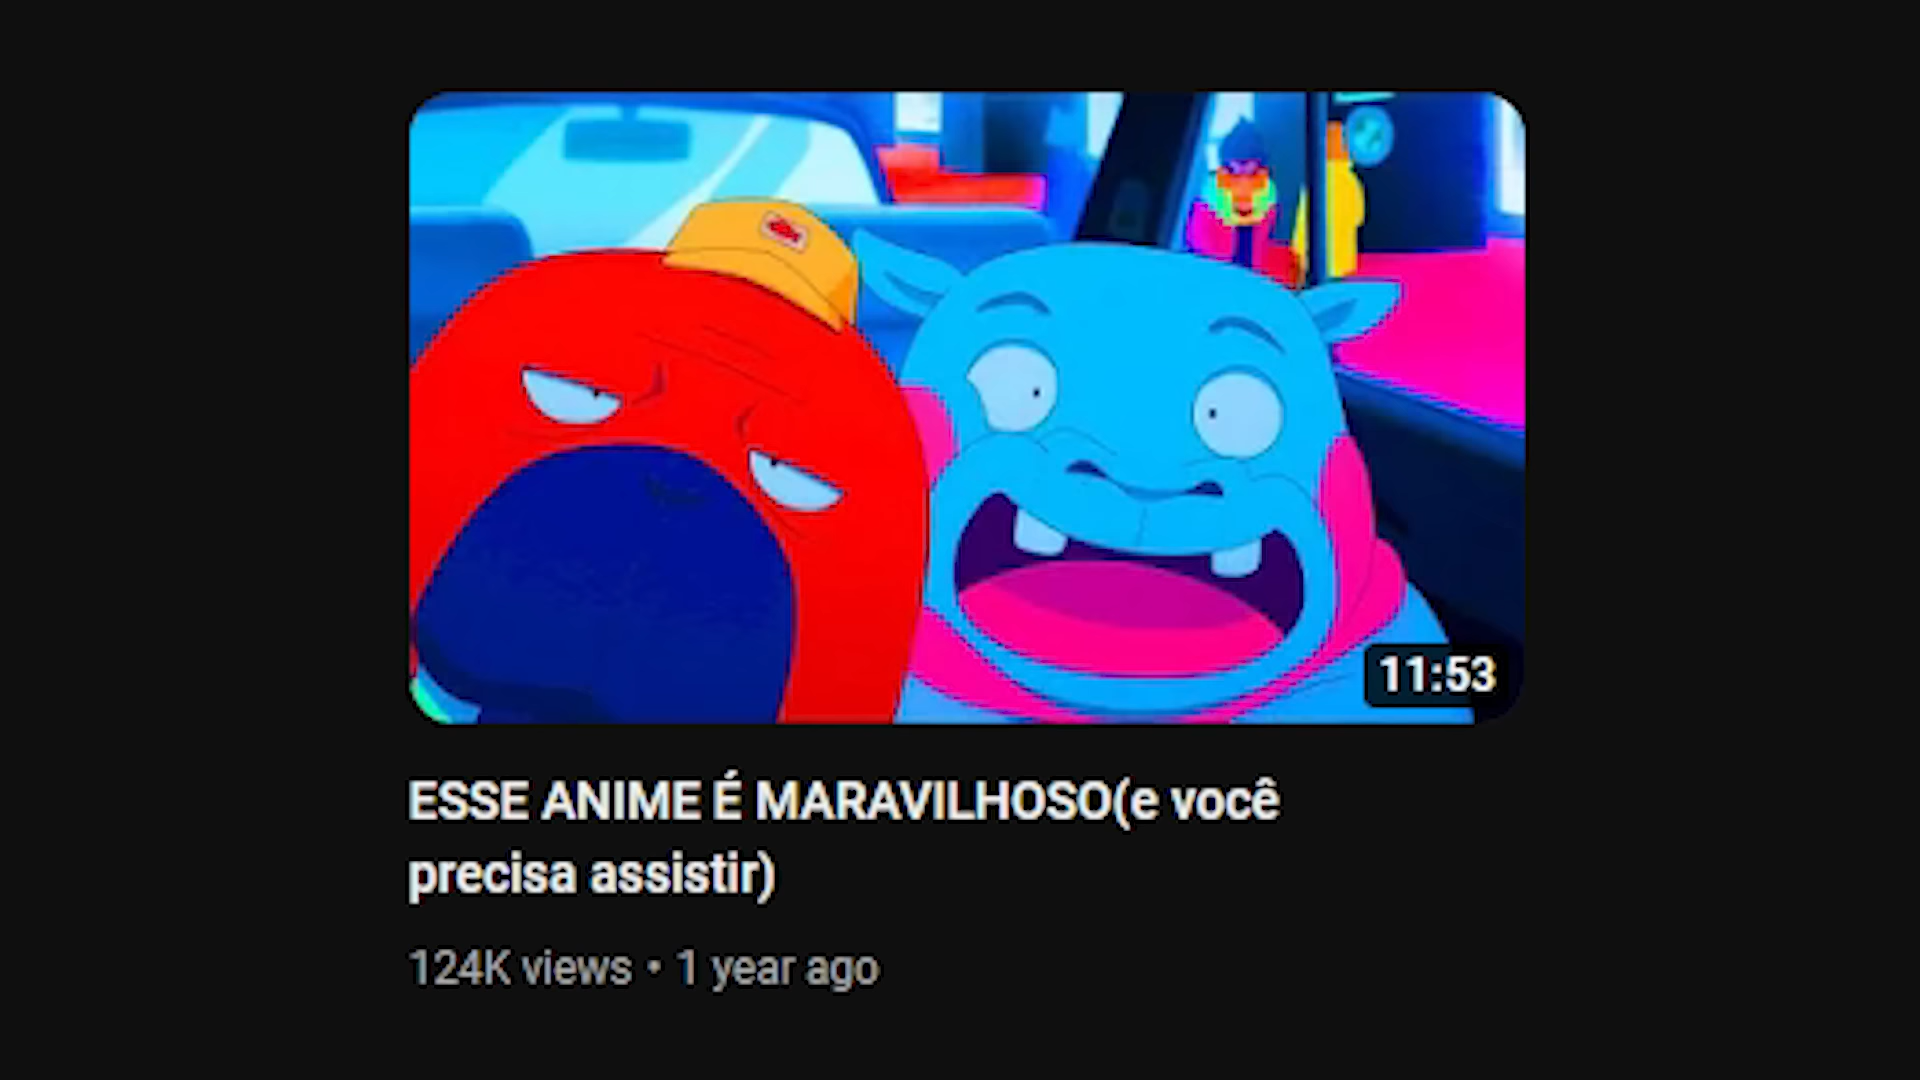 11:53
ESSE ANIME É MARAVILHOSO(e você
precisa assistir)
124K views • 1 year ago